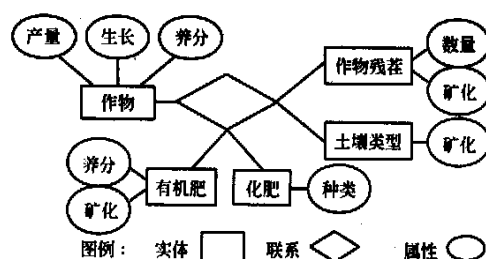 产量 生长 养分
数量
作物残茬
作物
矿化
土壤类型
矿化
养分
有机肥 化肥 种类
矿化
图例： 实体 联系 属性